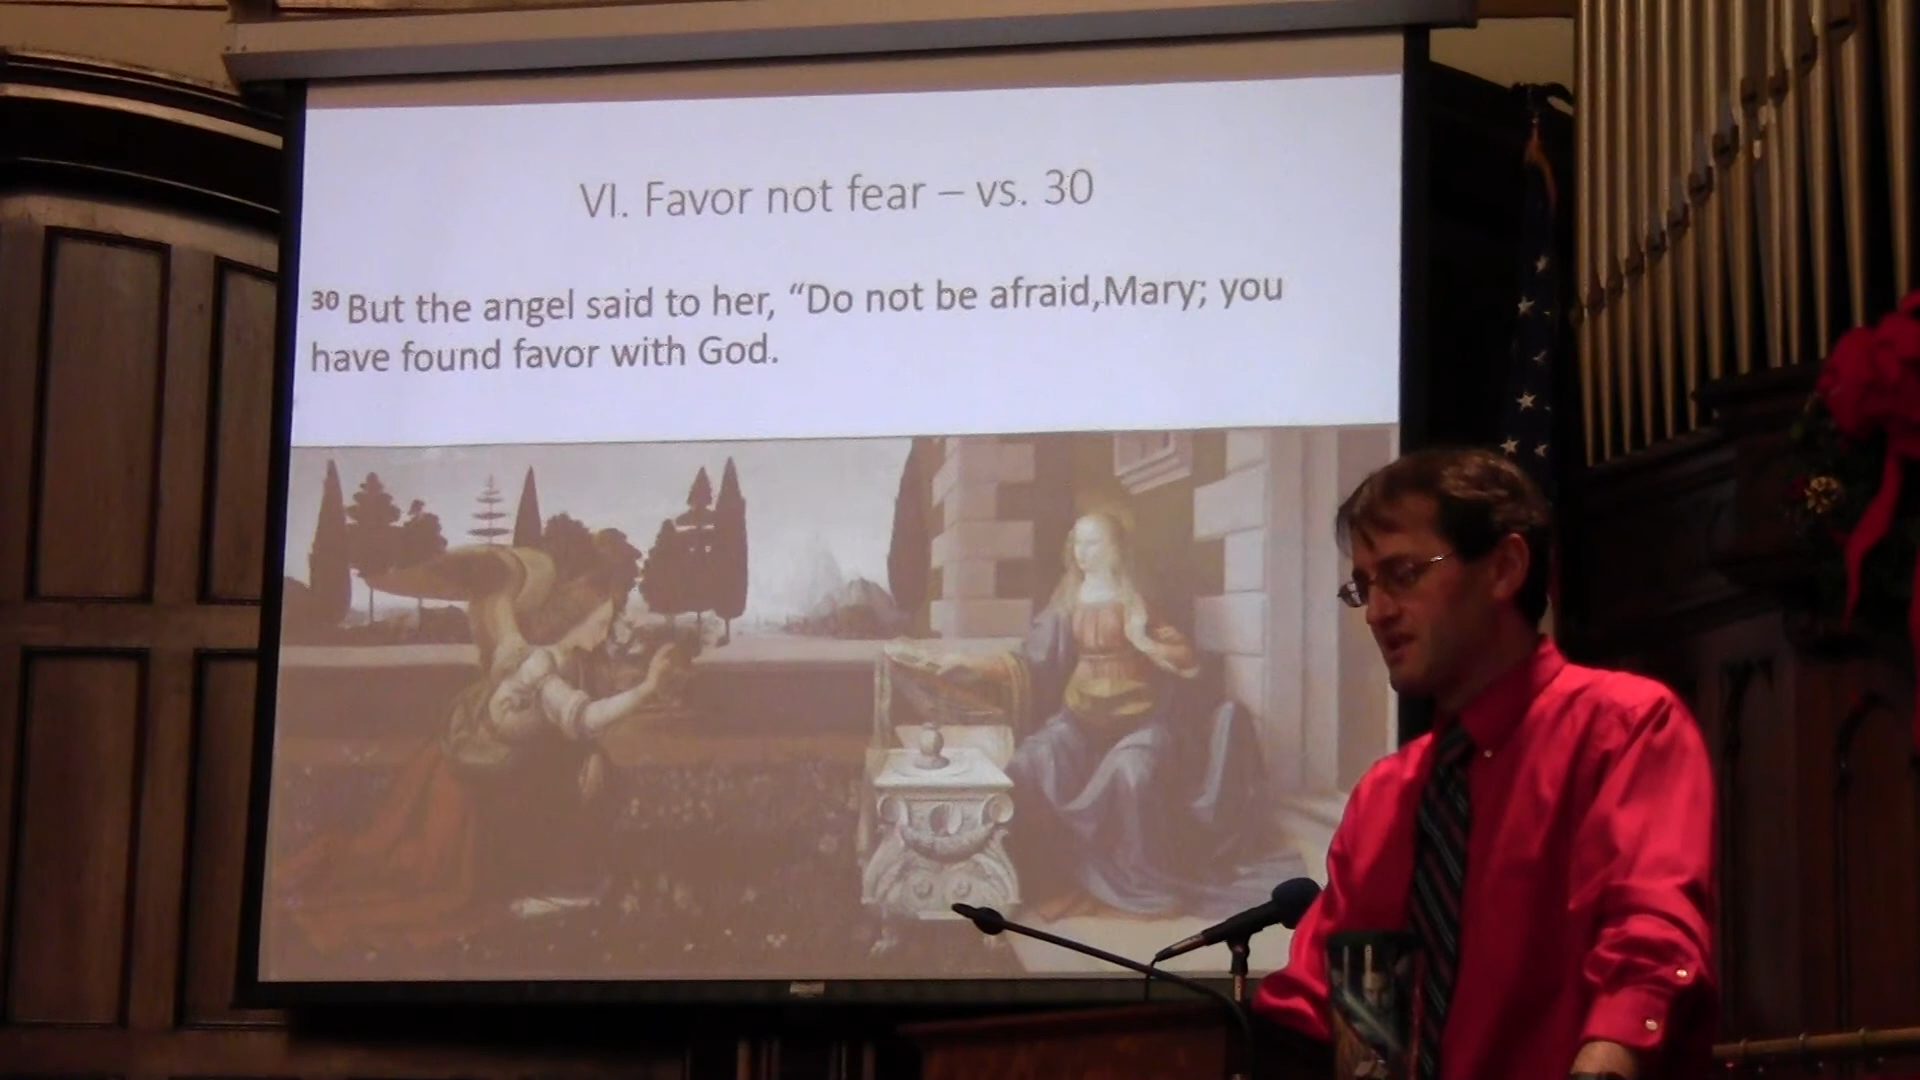 VI. Favor not fear – vs. 30
30 But the angel said to her, “Do not be afraid,Mary; you
have found favor with God.